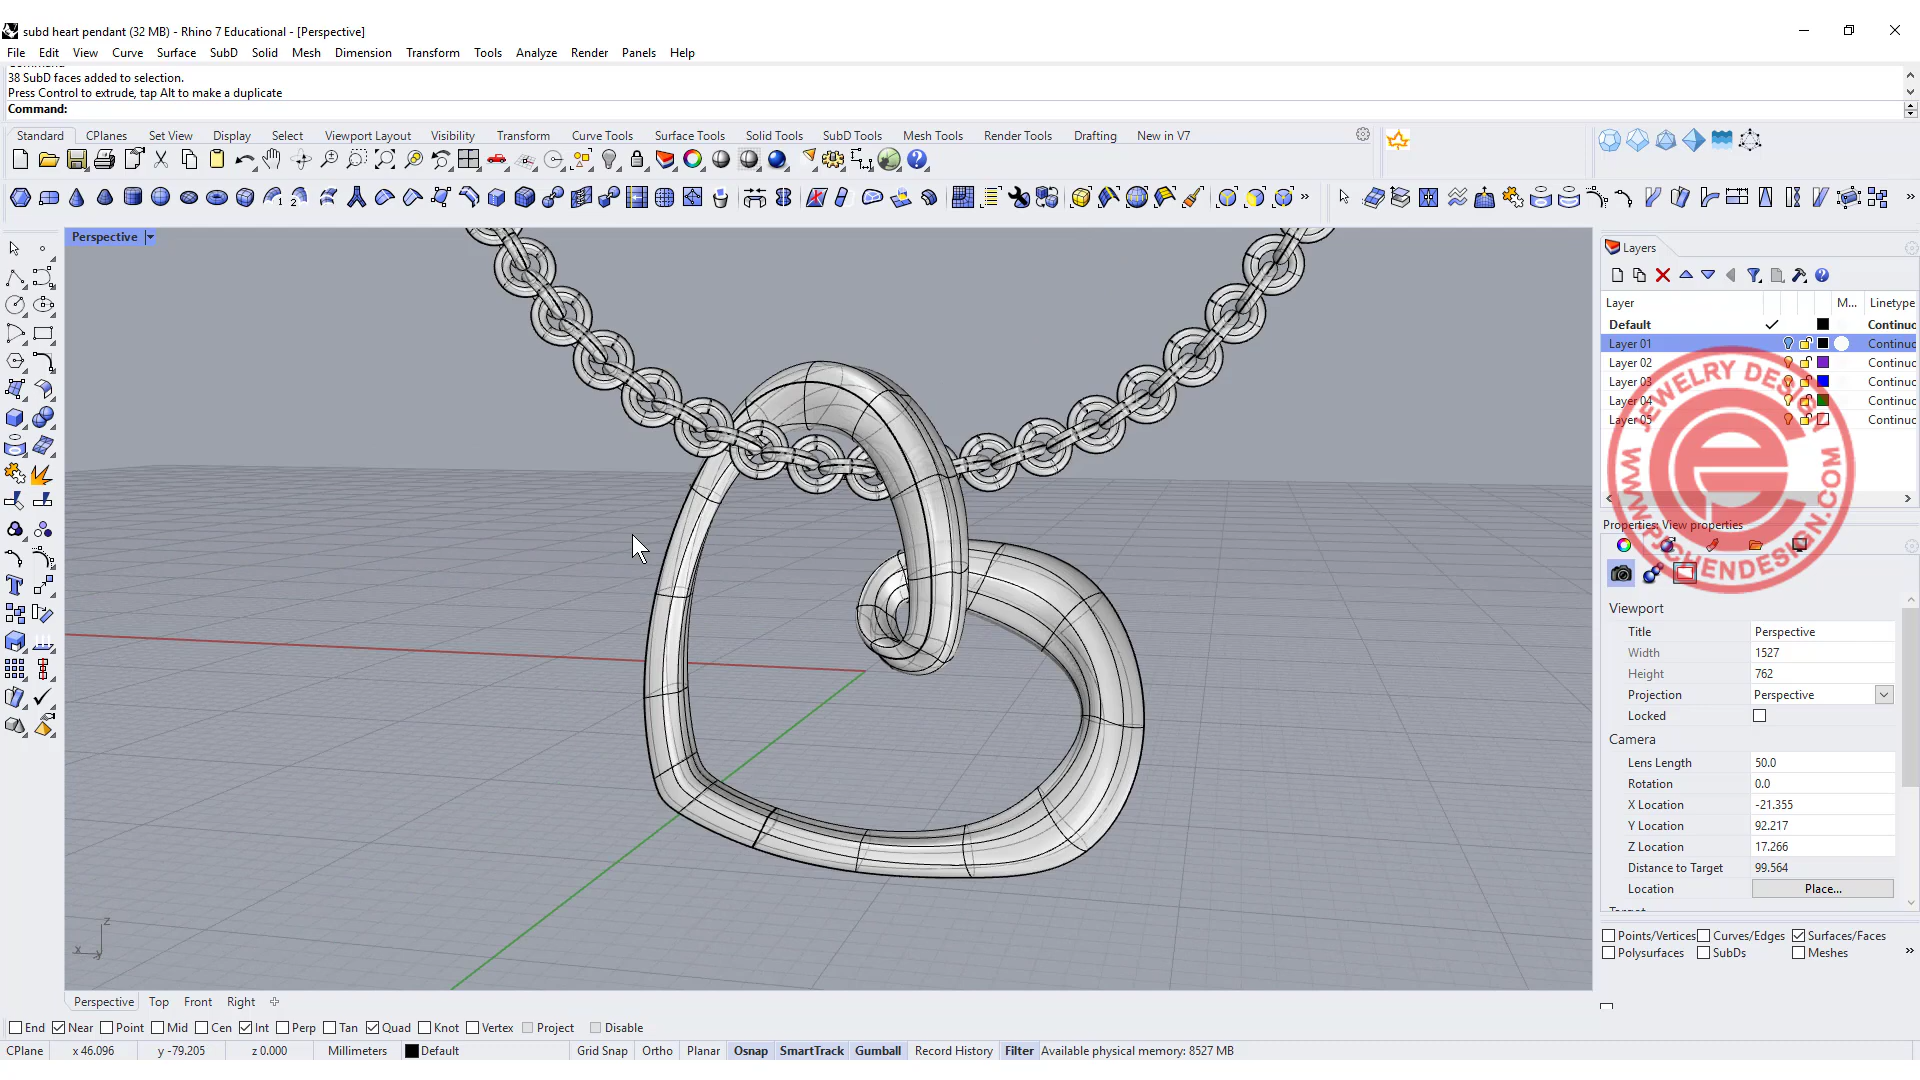 subd heart pendant (32 MB) - Rhino 7 Educational - [Perspective]
File Edit View Curve Surface SubD Solid Mesh Dimension Transform Tools Analyze Render Panels Help
38 SubD faces added to selection.
Press Control to extrude, tap Alt to make a duplicate
Command:
Standard CPlanes Set View Display Select Viewport Layout Visibility Transform Curve Tools Surface Tools Solid Tools SubD Tools Mesh Tools Render Tools Drafting New in V7
Perspective
Layers
Layer M... Linetype
Default Continuc
Layer 01 Continuc
Layer 02 Continuc
Layer 03 Continuc
Layer 04 Continuc
Layer 05 Continuc
JEWELRY DESIGN
WWW.PJCHENDESIGN.COM
Properties: View properties
Viewport
Title Perspective
Width 1527
Height 762
Projection Perspective
Locked
Camera
Lens Length 50.0
Rotation 0.0
X Location -21.355
Y Location 92.217
Z Location 17.266
Distance to Target 99.564
Location Place...
Points/Vertices Curves/Edges Surfaces/Faces
Polysurfaces SubDs Meshes
z
x y
Perspective Top Front Right
End Near Point Mid Cen Int Perp Tan Quad Knot Vertex Project Disable
CPlane x 46.096 y -79.205 z 0.000 Millimeters Default Grid Snap Ortho Planar Osnap SmartTrack Gumball Record History Filter Available physical memory: 8527 MB